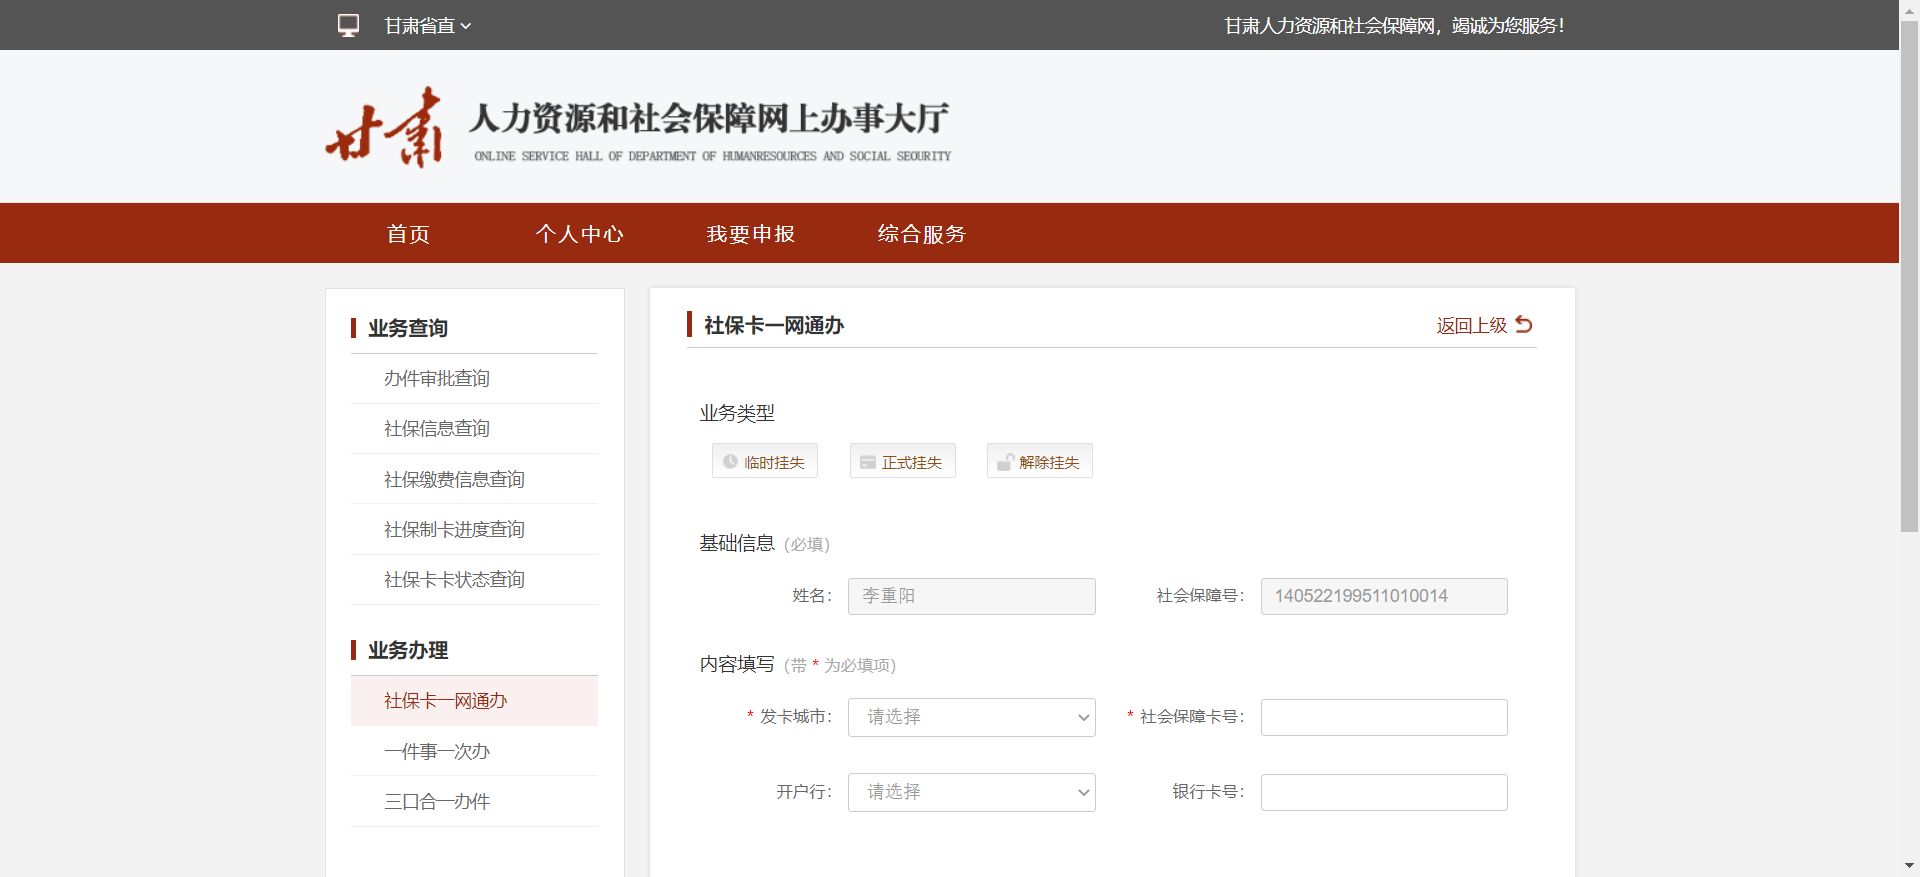 甘肃省直
甘肃人力资源和社会保障网，竭诚为您服务！
甘肃 人力资源和社会保障网上办事大厅
ONLINE SERVICE HALL OF DEPARTMENT OF HUMANRESOURCES AND SOCIAL SEOURITY
首页 个人中心 我要申报 综合服务
业务查询
办件审批查询
社保信息查询
社保缴费信息查询
社保制卡进度查询
社保卡卡状态查询
业务办理
社保卡一网通办
一件事一次办
三口合一办件
社保卡一网通办 返回上级
业务类型
临时挂失 正式挂失 解除挂失
基础信息 (必填)
姓名： 李重阳 社会保障号： 140522199511010014
内容填写 (带 * 为必填项)
* 发卡城市： 请选择 * 社会保障卡号：
开户行： 请选择 银行卡号：